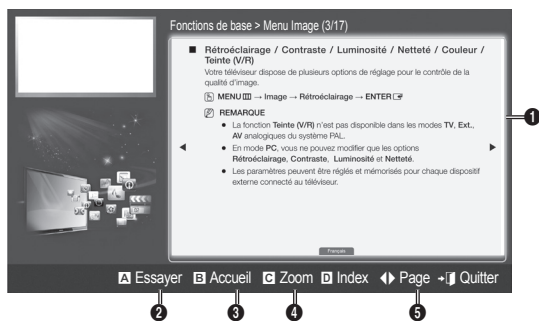 Fonctions de base > Menu Image (3/17)
■ Rétroéclairage / Contraste / Luminosité / Netteté / Couleur /
Teinte (V/R)
Votre téléviseur dispose de plusieurs options de réglage pour le contrôle de la
qualité d'image.
MENU → Image → Rétroéclairage → ENTER
REMARQUE
● La fonction Teinte (V/R) n'est pas disponible dans les modes TV, Ext.,
AV analogiques du système PAL.
● En mode PC, vous ne pouvez modifier que les options
Rétroéclairage, Contraste, Luminosité et Netteté.
● Les paramètres peuvent être réglés et mémorisés pour chaque dispositif
externe connecté au téléviseur.
Français
A Essayer B Accueil C Zoom D Index ◀▶ Page Quitter
1
2 3 4 5